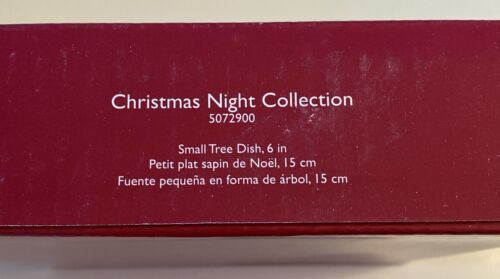 Christmas Night Collection
5072900
Small Tree Dish, 6 in
Petit plat sapin de Noël, 15 cm
Fuente pequeña en forma de árbol, 15 cm